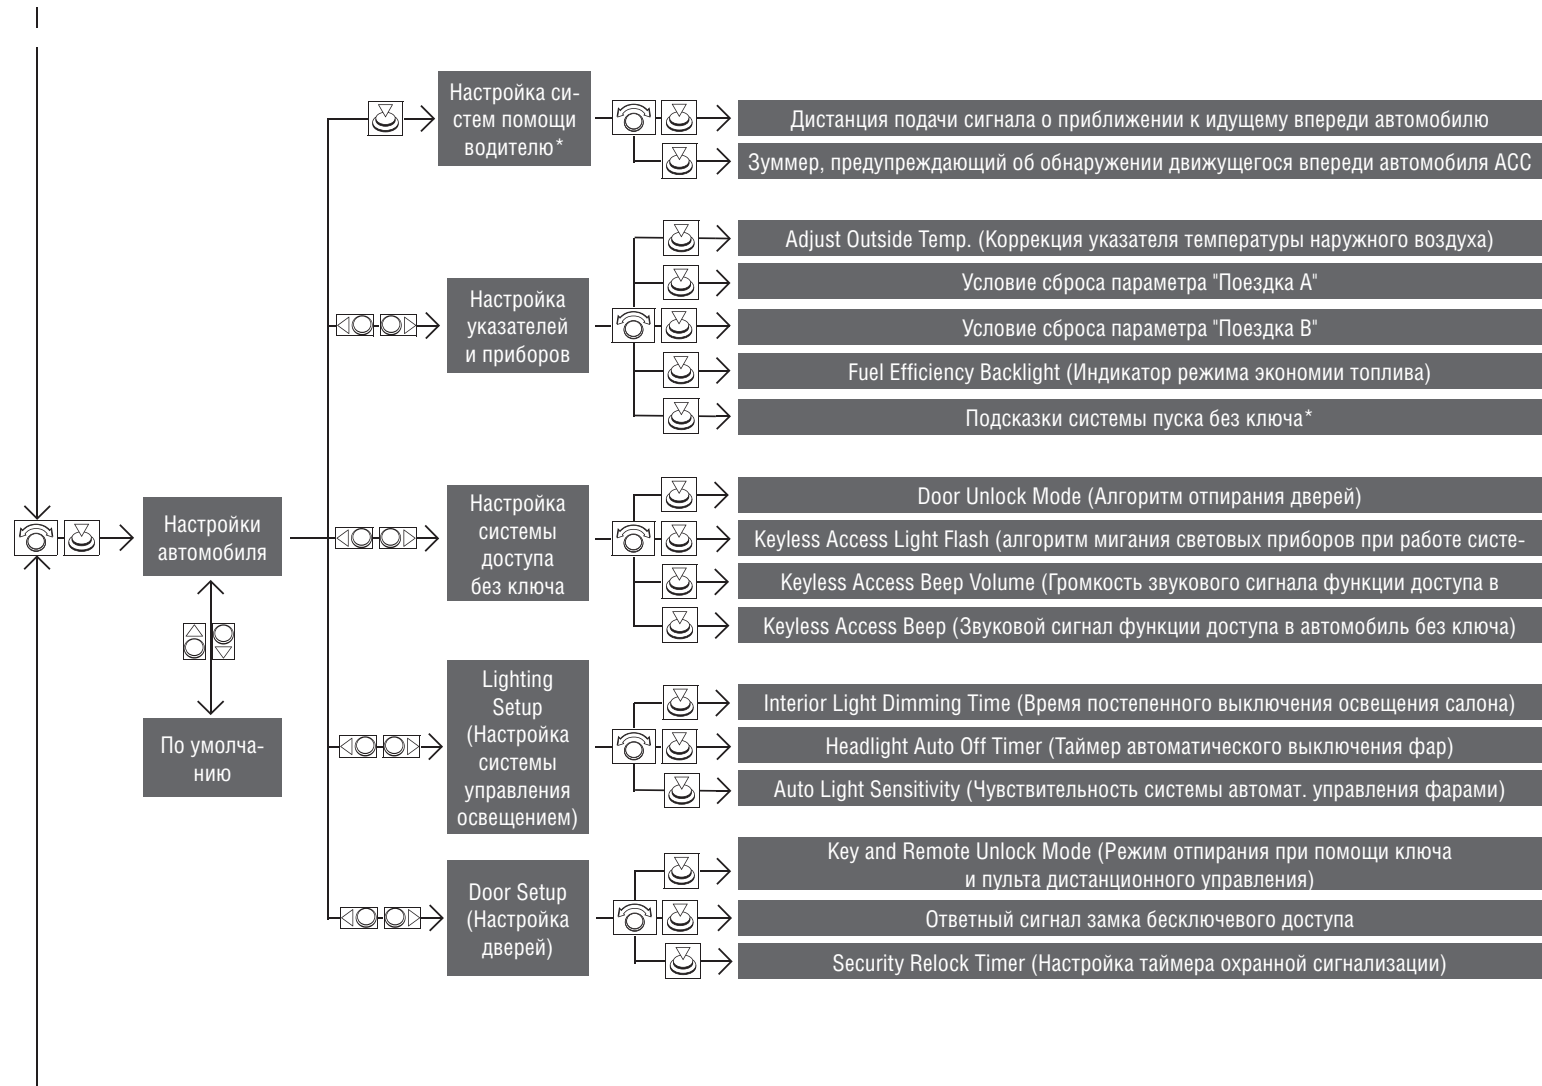 Настройка си-
стем помощи
водителю*
Дистанция подачи сигнала о приближении к идущему впереди автомобилю
Зуммер, предупреждающий об обнаружении движущегося впереди автомобиля ACC
Настройка
указателей
и приборов
Adjust Outside Temp. (Коррекция указателя температуры наружного воздуха)
Условие сброса параметра "Поездка А"
Условие сброса параметра "Поездка В"
Fuel Efficiency Backlight (Индикатор режима экономии топлива)
Подсказки системы пуска без ключа*
Настройки
автомобиля
По умолча-
нию
Настройка
системы
доступа
без ключа
Door Unlock Mode (Алгоритм отпирания дверей)
Keyless Access Light Flash (алгоритм мигания световых приборов при работе систе-
Keyless Access Beep Volume (Громкость звукового сигнала функции доступа в
Keyless Access Beep (Звуковой сигнал функции доступа в автомобиль без ключа)
Lighting
Setup
(Настройка
системы
управления
освещением)
Interior Light Dimming Time (Время постепенного выключения освещения салона)
Headlight Auto Off Timer (Таймер автоматического выключения фар)
Auto Light Sensitivity (Чувствительность системы автомат. управления фарами)
Door Setup
(Настройка
дверей)
Key and Remote Unlock Mode (Режим отпирания при помощи ключа
и пульта дистанционного управления)
Ответный сигнал замка бесключевого доступа
Security Relock Timer (Настройка таймера охранной сигнализации)